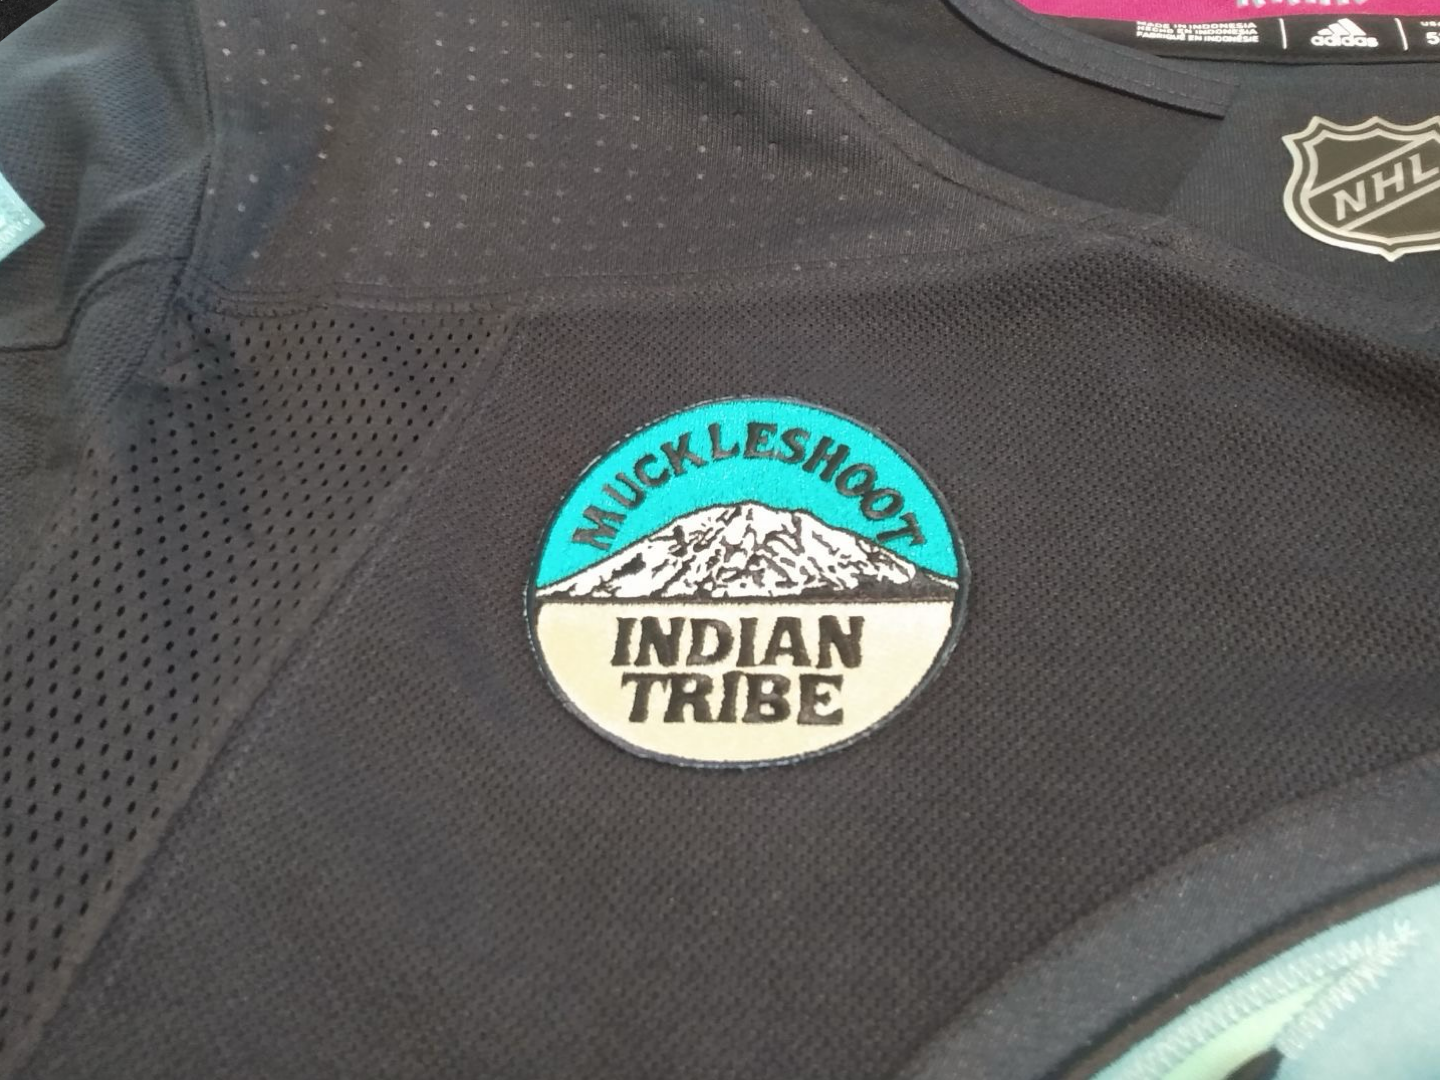 MADE IN INDONESIA
HECHO EN INDONESIA
FABRIQUÉ EN INDONÉSIE
adidas
NHL
MUCKLESHOOT
INDIAN
TRIBE